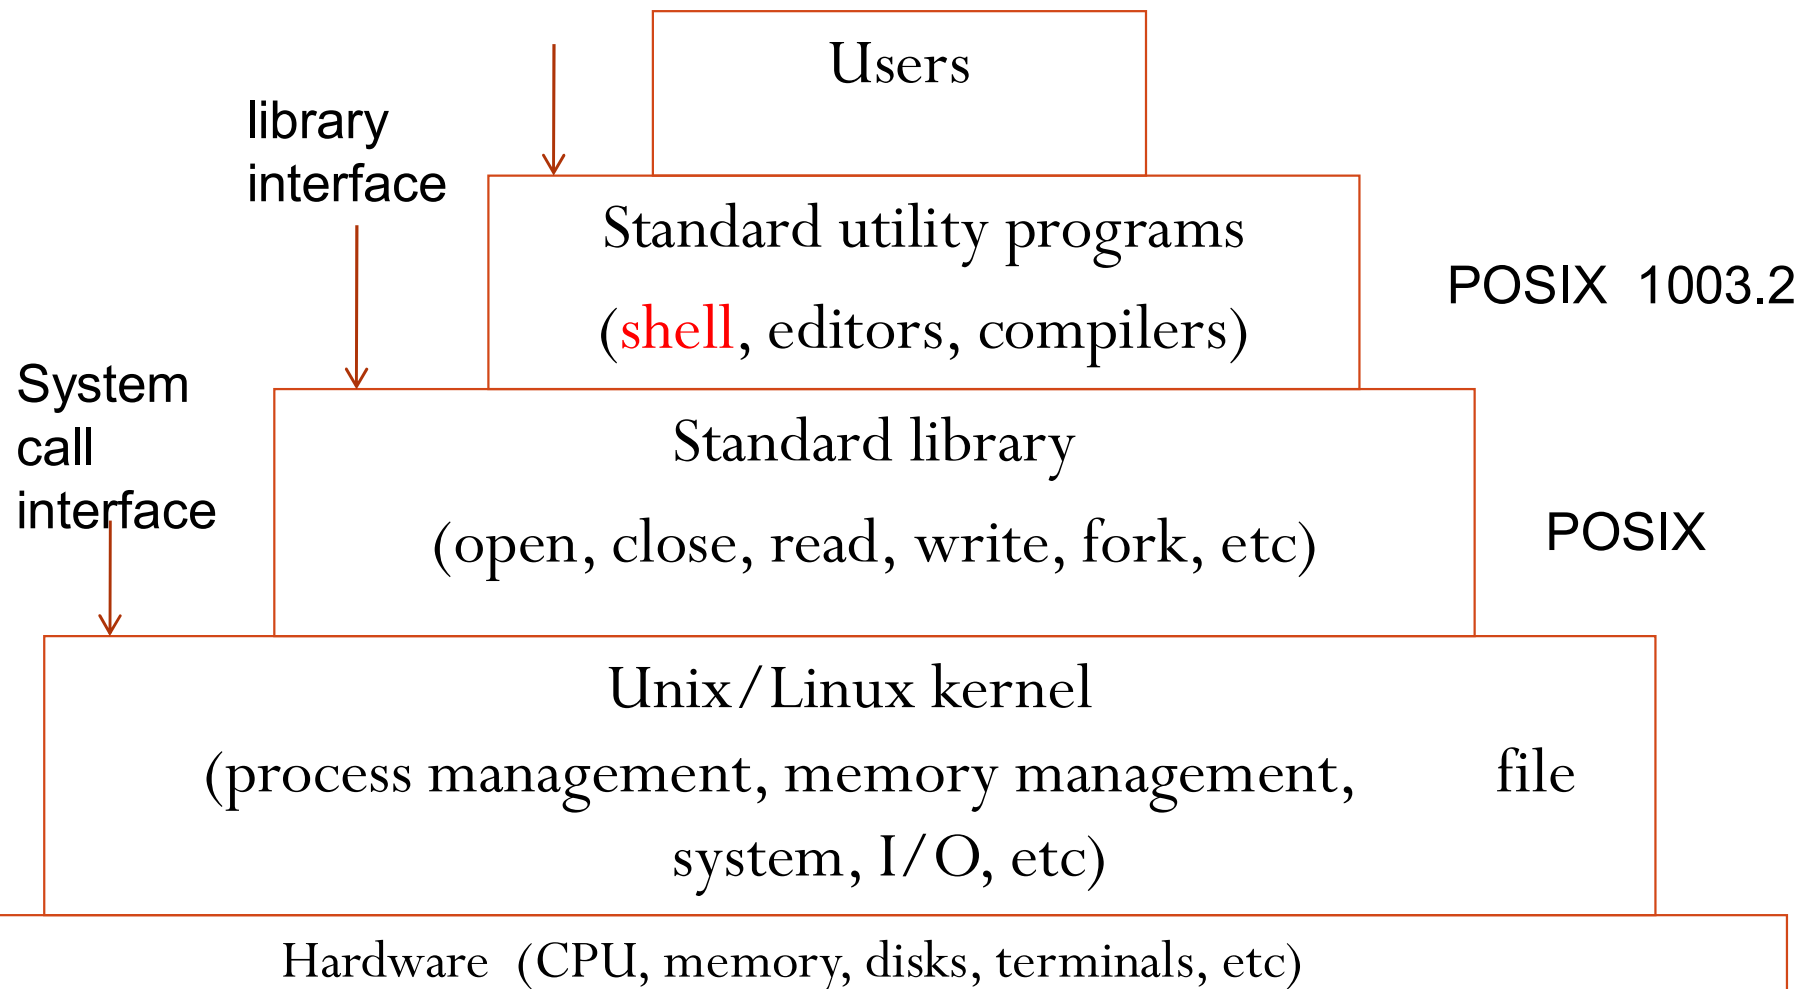 Users
library
interface
Standard utility programs
(shell, editors, compilers)
POSIX 1003.2
System
call
interface
Standard library
(open, close, read, write, fork, etc)
POSIX
Unix/Linux kernel
(process management, memory management, file
system, I/O, etc)
Hardware (CPU, memory, disks, terminals, etc)